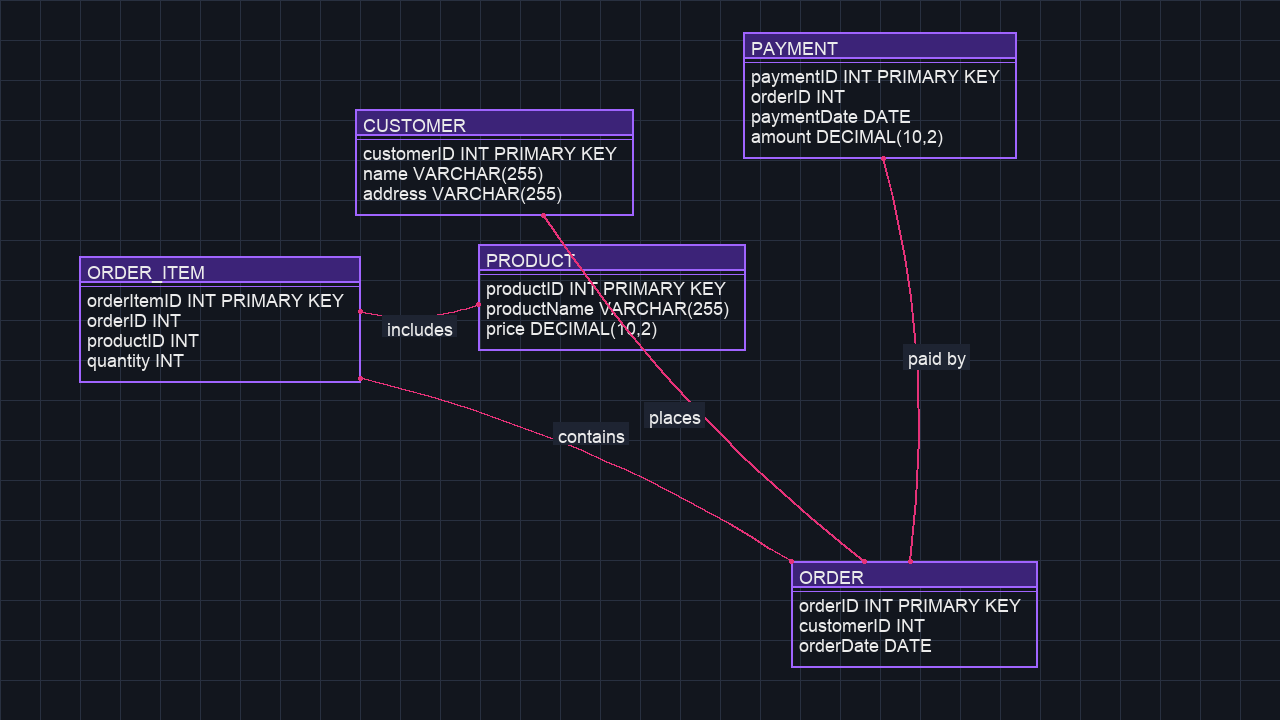 PAYMENT
paymentID INT PRIMARY KEY
orderID INT
paymentDate DATE
amount DECIMAL(10,2)
CUSTOMER
customerID INT PRIMARY KEY
name VARCHAR(255)
address VARCHAR(255)
PRODUCT
productID INT PRIMARY KEY
productName VARCHAR(255)
price DECIMAL(10,2)
ORDER_ITEM
orderItemID INT PRIMARY KEY
orderID INT
productID INT
quantity INT
includes
paid by
places
contains
ORDER
orderID INT PRIMARY KEY
customerID INT
orderDate DATE